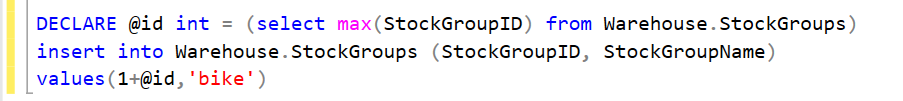 DECLARE @id int = (select max(StockGroupID) from Warehouse.StockGroups)
insert into Warehouse.StockGroups (StockGroupID, StockGroupName)
values(1+@id,'bike')